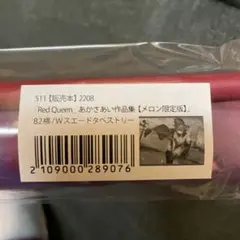 511【販売本】2208
「Red Queen」あかさあい作品集【メロン限定版】」
B2横/Wスエードタペストリー
2109000289076